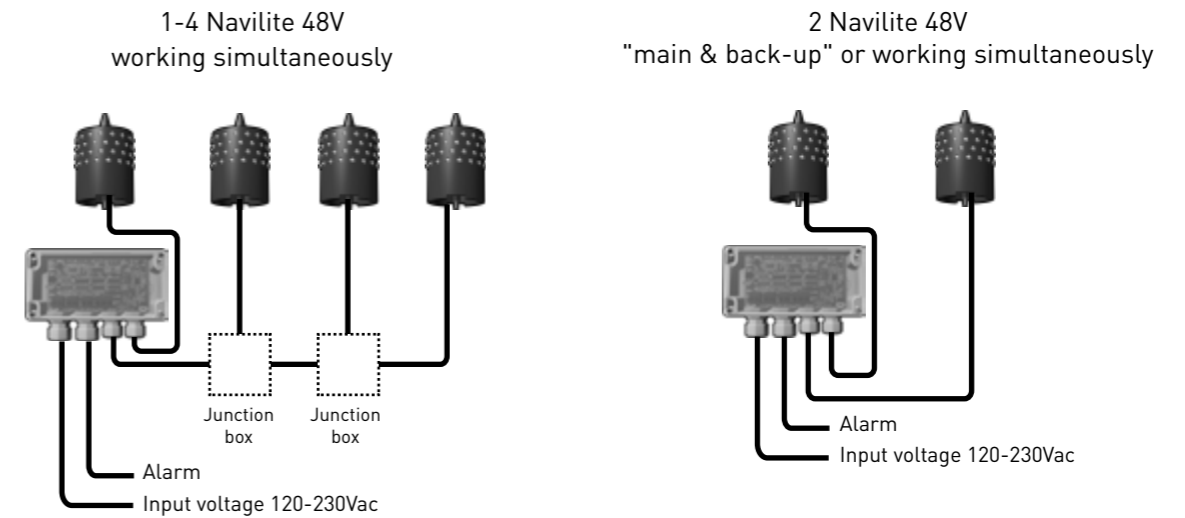 1-4 Navilite 48V
working simultaneously
Junction
box
Junction
box
Alarm
Input voltage 120-230Vac
2 Navilite 48V
"main & back-up" or working simultaneously
Alarm
Input voltage 120-230Vac